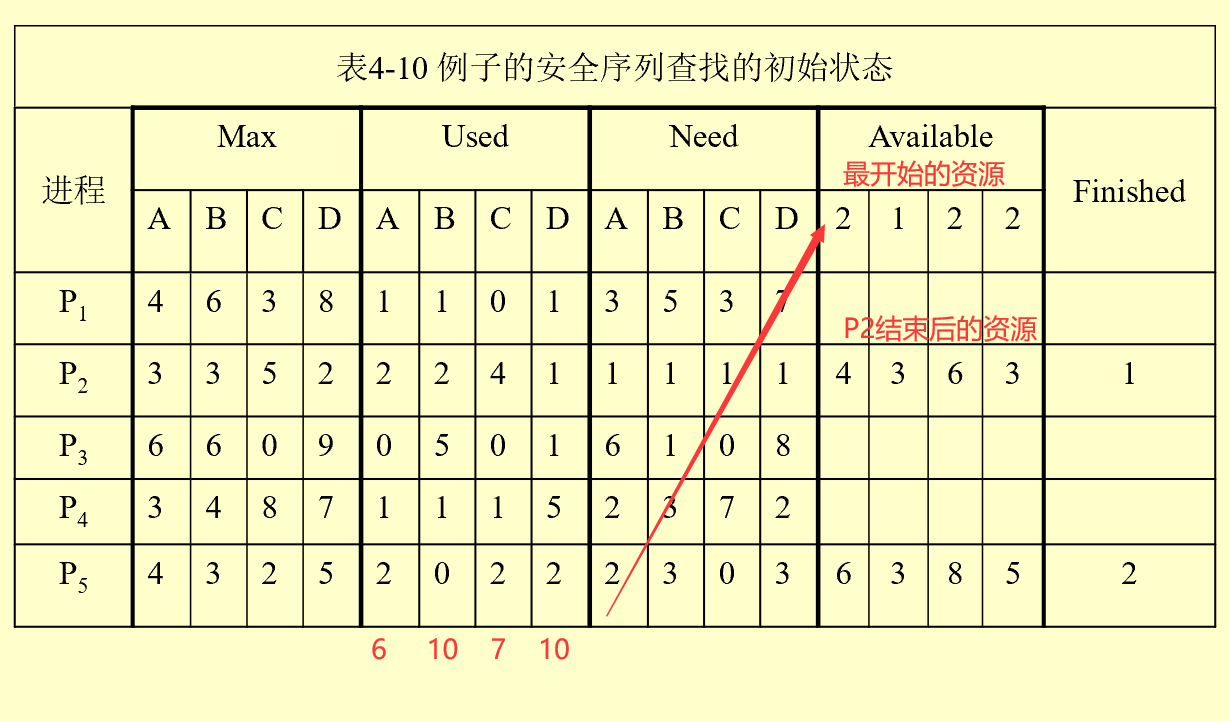 表4-10 例子的安全序列查找的初始状态
进程 Max Used Need Available Finished
最开始的资源
A B C D A B C D A B C D 2 1 2 2
P1 4 6 3 8 1 1 0 1 3 5 3 7
P2结束后的资源
P2 3 3 5 2 2 2 4 1 1 1 1 1 4 3 6 3 1
P3 6 6 0 9 0 5 0 1 6 1 0 8
P4 3 4 8 7 1 1 1 5 2 3 7 2
P5 4 3 2 5 2 0 2 2 2 3 0 3 6 3 8 5 2
6 10 7 10